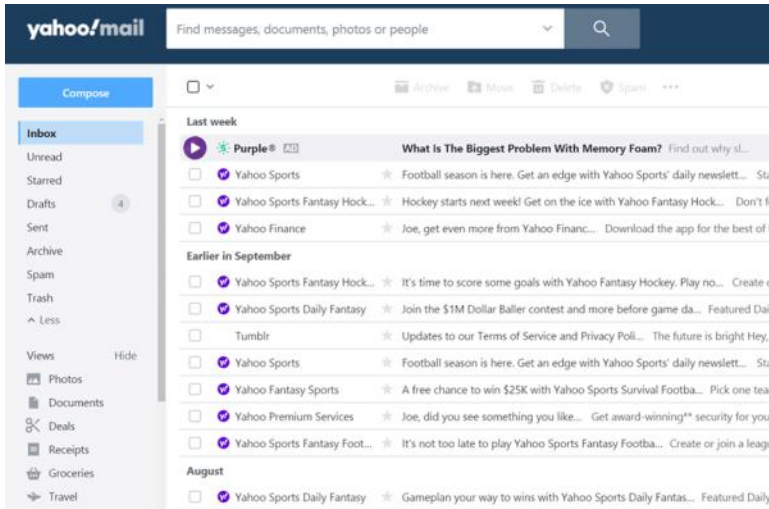 yahoo!mail
Find messages, documents, photos or people
Compose
Inbox
Unread
Starred
Drafts 4
Sent
Archive
Spam
Trash
Less
Views Hide
Photos
Documents
Deals
Receipts
Groceries
Travel
Archive Move Delete Spam •••
Last week
Purple® AD What Is The Biggest Problem With Memory Foam? Find out why sl...
Yahoo Sports Football season is here. Get an edge with Yahoo Sports' daily newslett... Sta
Yahoo Sports Fantasy Hock... Hockey starts next week! Get on the ice with Yahoo Fantasy Hock... Don't f
Yahoo Finance Joe, get even more from Yahoo Financ... Download the app for the best of
Earlier in September
Yahoo Sports Fantasy Hock... It's time to score some goals with Yahoo Fantasy Hockey. Play no... Create
Yahoo Sports Daily Fantasy Join the $1M Dollar Baller contest and more before game da... Featured Dai
Tumblr Updates to our Terms of Service and Privacy Poli... The future is bright Hey,
Yahoo Sports Football season is here. Get an edge with Yahoo Sports' daily newslett... Sta
Yahoo Fantasy Sports A free chance to win $25K with Yahoo Sports Survival Footba... Pick one tea
Yahoo Premium Services Joe, did you see something you like... Get award-winning** security for you
Yahoo Sports Fantasy Foot... It's not too late to play Yahoo Sports Fantasy Footba... Create or join a leag
August
Yahoo Sports Daily Fantasy Gameplan your way to wins with Yahoo Sports Daily Fantas... Featured Daily